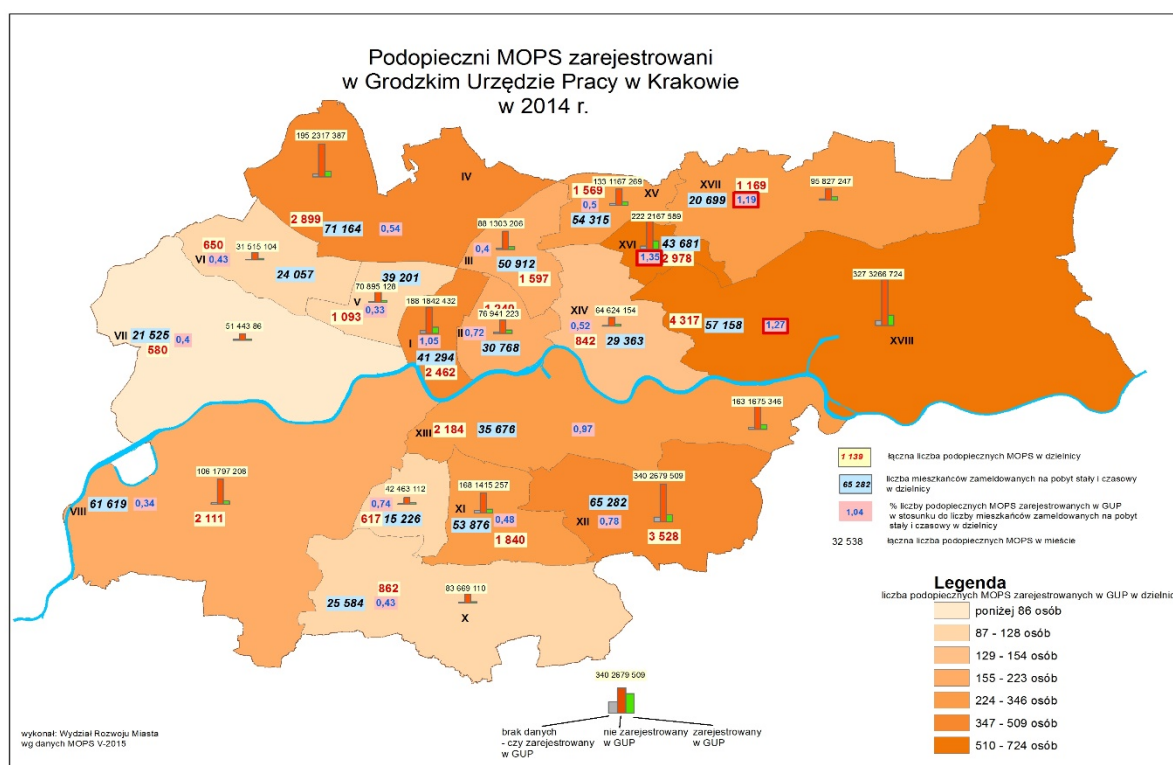 Podopieczni MOPS zarejestrowani
w Grodzkim Urzędzie Pracy w Krakowie
w 2014 r.
195 2317 387
IV
2 899
71 164
0,54
133 1167 269
1 569
XV
0,5
54 315
XVII
1 169
20 699
1,19
95 827 247
222 2167 589
XVI
43 681
1,35
2 978
88 1303 206
0,4
III
50 912
1 597
650
31 515 104
VI
0,43
24 057
39 201
70 895 128
V
0,33
1 093
188 1842 432
1,05
I
41 294
2 462
1 240
76 941 223
II
0,72
30 768
XIV
64 624 154
0,52
842
29 363
327 3266 724
4 317
57 158
1,27
XVIII
51 443 86
VII
21 525
0,4
580
163 1675 346
XIII
2 184
35 676
0,97
106 1797 208
61 619
VIII
0,34
2 111
42 463 112
0,74
617
15 226
168 1415 257
XI
53 876
0,48
1 840
340 2679 509
65 282
XII
0,78
3 528
862
25 584
0,43
83 669 110
X
1 139
łączna liczba podopiecznych MOPS w dzielnicy
65 282
liczba mieszkańców zameldowanych na pobyt stały i czasowy
w dzielnicy
1,04
% liczby podopiecznych MOPS zarejestrowanych w GUP
w stosunku do liczby mieszkańców zameldowanych na pobyt
stały i czasowy w dzielnicy
32 538
łączna liczba podopiecznych MOPS w mieście
Legenda
liczba podopiecznych MOPS zarejestrowanych w GUP w dzielnic
poniżej 86 osób
87 - 128 osób
129 - 154 osób
155 - 223 osób
224 - 346 osób
347 - 509 osób
510 - 724 osób
340 2679 509
brak danych
- czy zarejestrowany
w GUP
nie zarejestrowany
w GUP
zarejestrowany
w GUP
wykonał: Wydział Rozwoju Miasta
wg danych MOPS V-2015